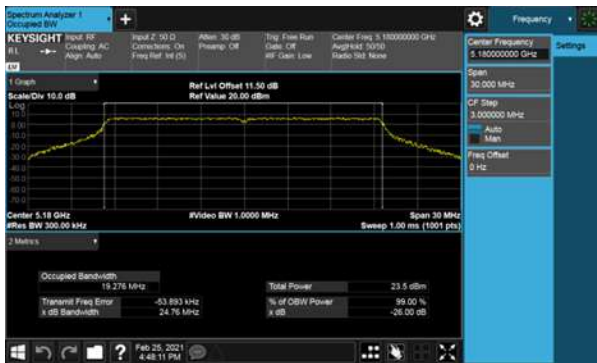 Spectrum Analyzer 1
Occupied BW
+
Frequency
KEYSIGHT
Input: RF
Coupling: AC
Align: Auto
Input Z: 50 Ω
Corrections: On
Freq Ref: Int (S)
Atten: 30 dB
Preamp: Off
Trig: Free Run
Gate: Off
#IF Gain: Low
Center Freq: 5.180000000 GHz
Avg|Hold: 50/50
Radio Std: None
Center Frequency
5.180000000 GHz
Settings
Span
30.000 MHz
CF Step
3.000000 MHz
Auto
Man
Freq Offset
0 Hz
1 Graph
Scale/Div 10.0 dB
Ref Lvl Offset 11.50 dB
Ref Value 20.00 dBm
Log
10.0
0.00
-10.0
-20.0
-30.0
-40.0
-50.0
-60.0
-70.0
Center 5.18 GHz
#Res BW 300.00 kHz
#Video BW 1.0000 MHz
Span 30 MHz
Sweep 1.00 ms (1001 pts)
2 Metrics
Occupied Bandwidth
19.276 MHz
Total Power 23.5 dBm
Transmit Freq Error -53.893 kHz
% of OBW Power 99.00 %
x dB Bandwidth 24.76 MHz
x dB -26.00 dB
?
Feb 25, 2021
4:48:11 PM